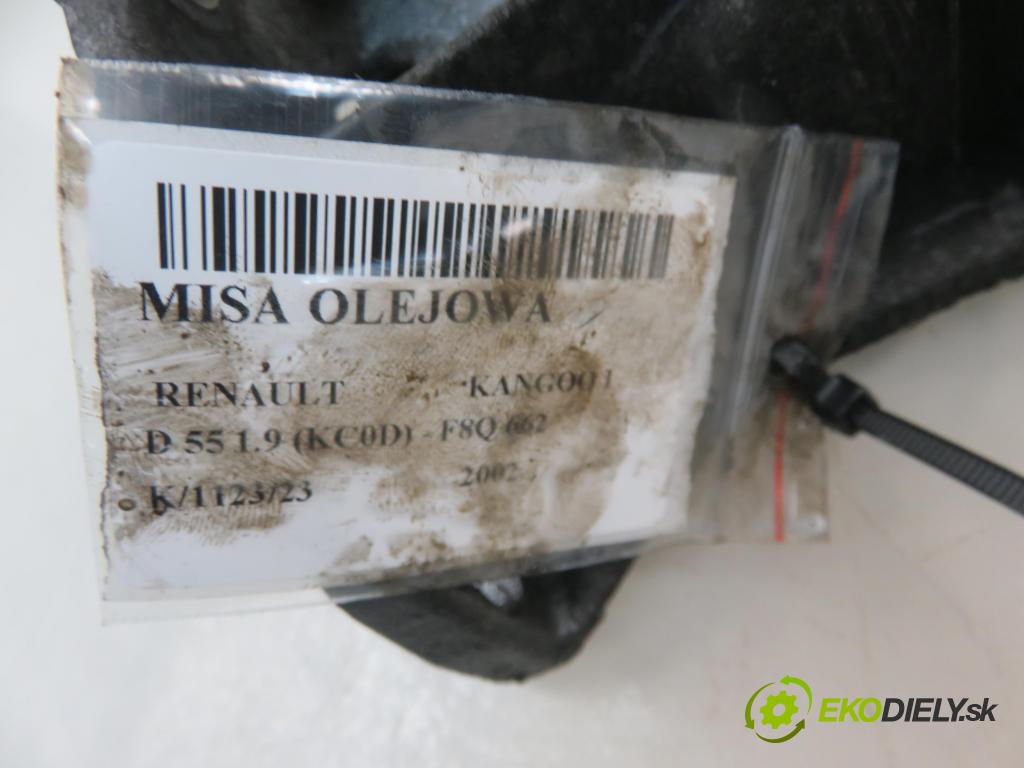 MISA OLEJOWA
RENAULT KANGOO I
D 55 1.9 (KC0D) - F8Q 662
K/1123/23 2002
EKODIELY.sk